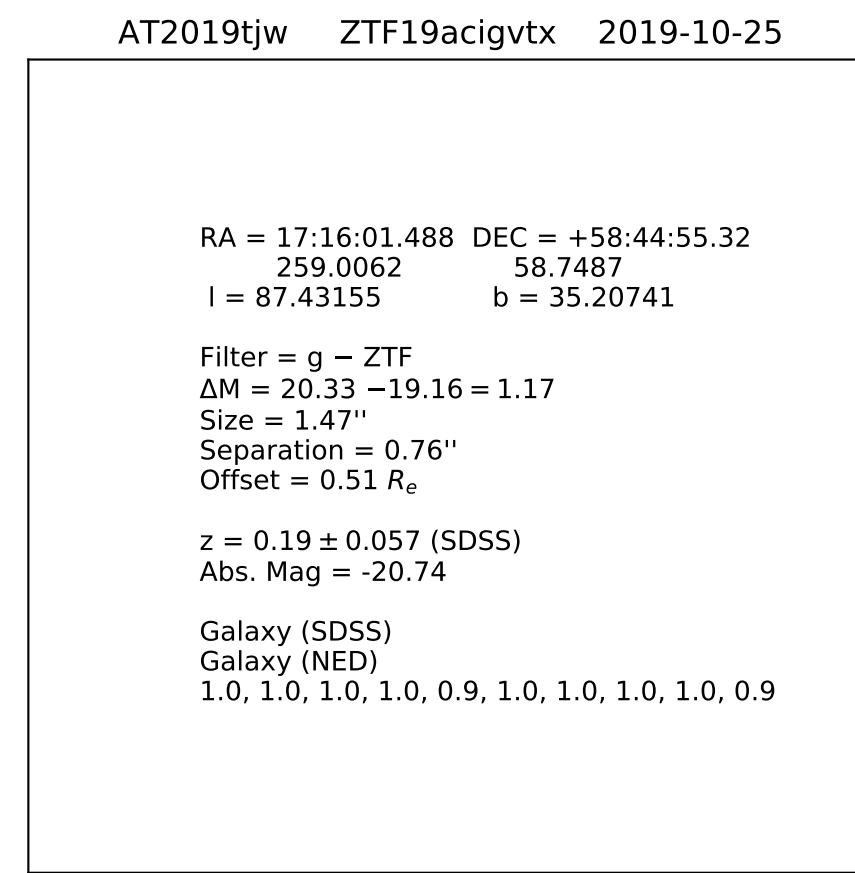 AT2019tjw ZTF19acigvtx 2019-10-25
RA = 17:16:01.488 DEC = +58:44:55.32
259.0062 58.7487
l = 87.43155 b = 35.20741
Filter = g − ZTF
ΔM = 20.33 −19.16 = 1.17
Size = 1.47''
Separation = 0.76''
Offset = 0.51 Rₑ
z = 0.19 ± 0.057 (SDSS)
Abs. Mag = -20.74
Galaxy (SDSS)
Galaxy (NED)
1.0, 1.0, 1.0, 1.0, 0.9, 1.0, 1.0, 1.0, 1.0, 0.9